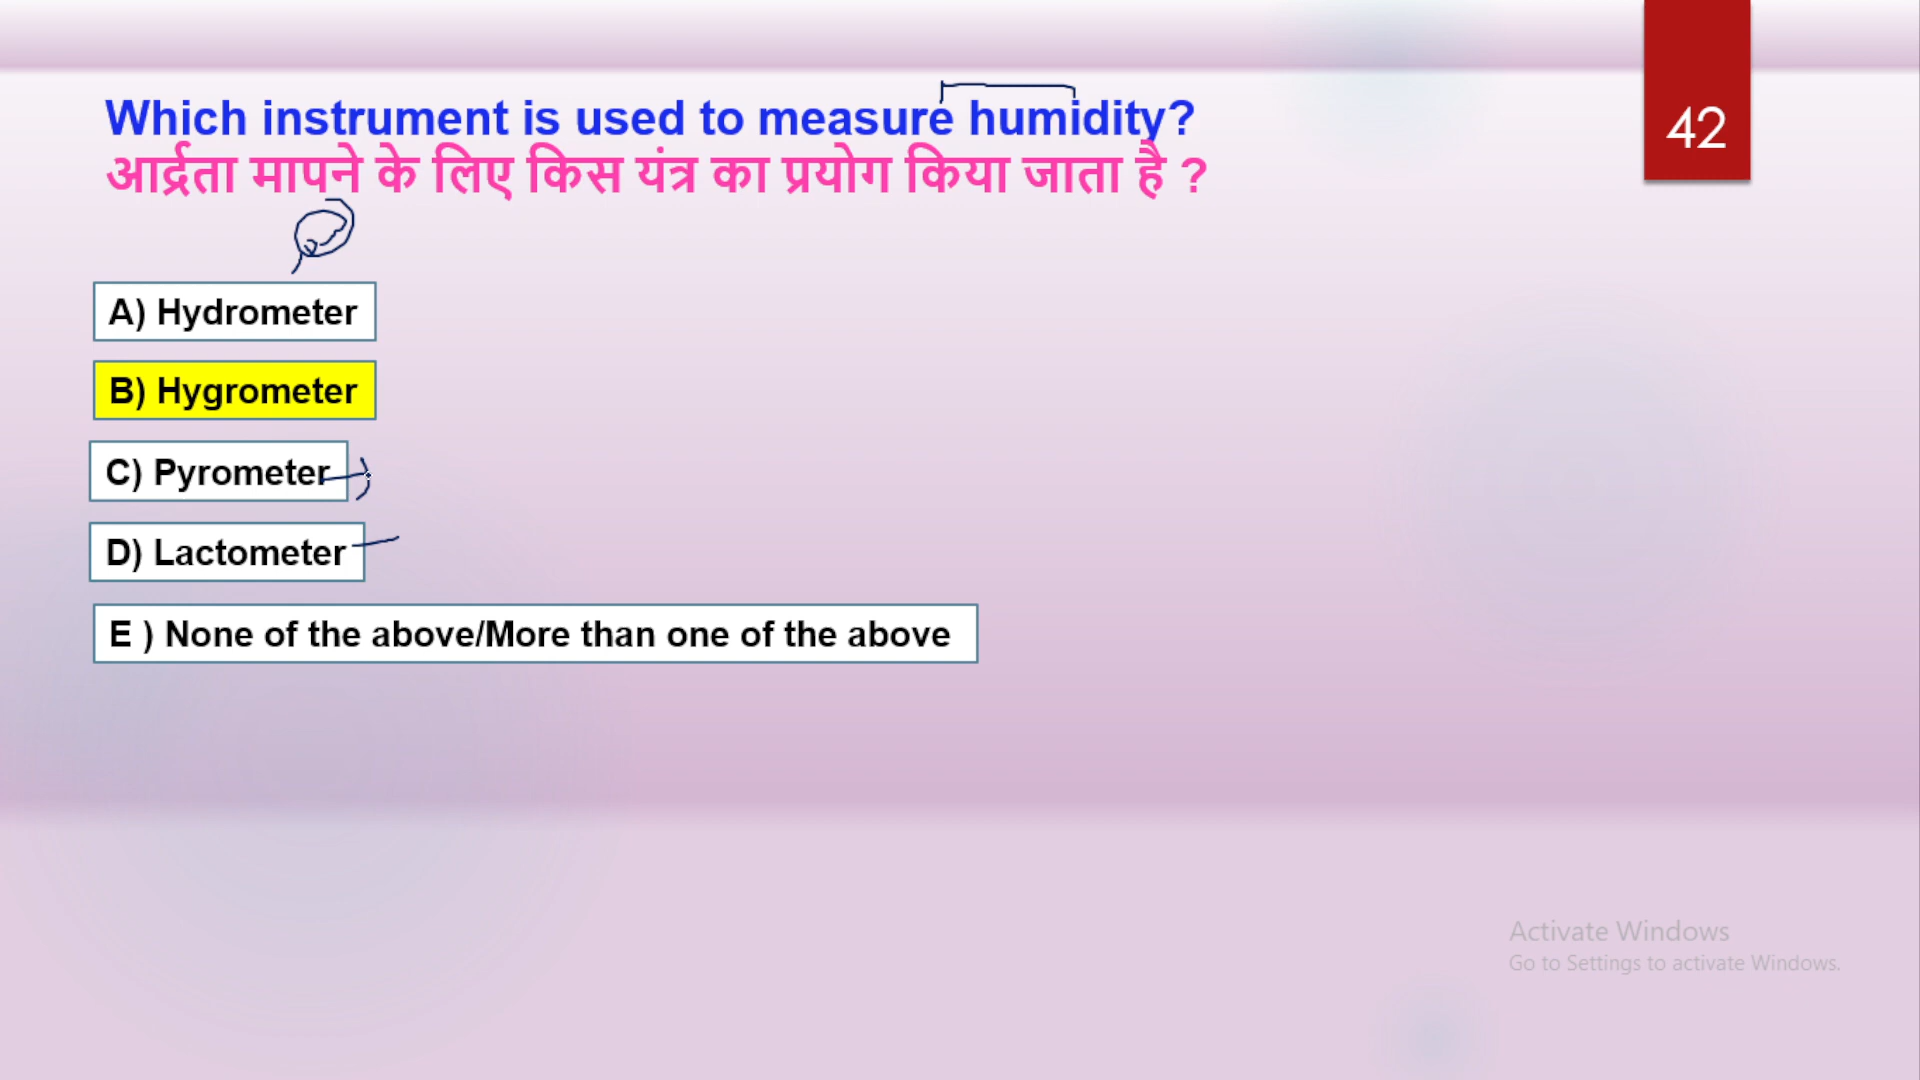 Which instrument is used to measure humidity?
42
आर्द्रता मापने के लिए किस यंत्र का प्रयोग किया जाता है ?
A) Hydrometer
B) Hygrometer
C) Pyrometer
D) Lactometer
E ) None of the above/More than one of the above
Activate Windows
Go to Settings to activate Windows.